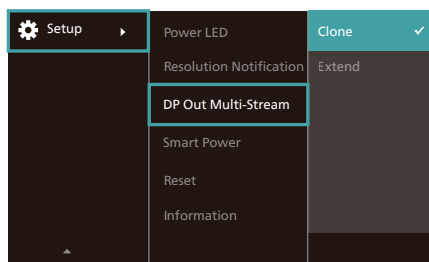 Setup
Power LED
Resolution Notification
DP Out Multi-Stream
Smart Power
Reset
Information
Clone
Extend